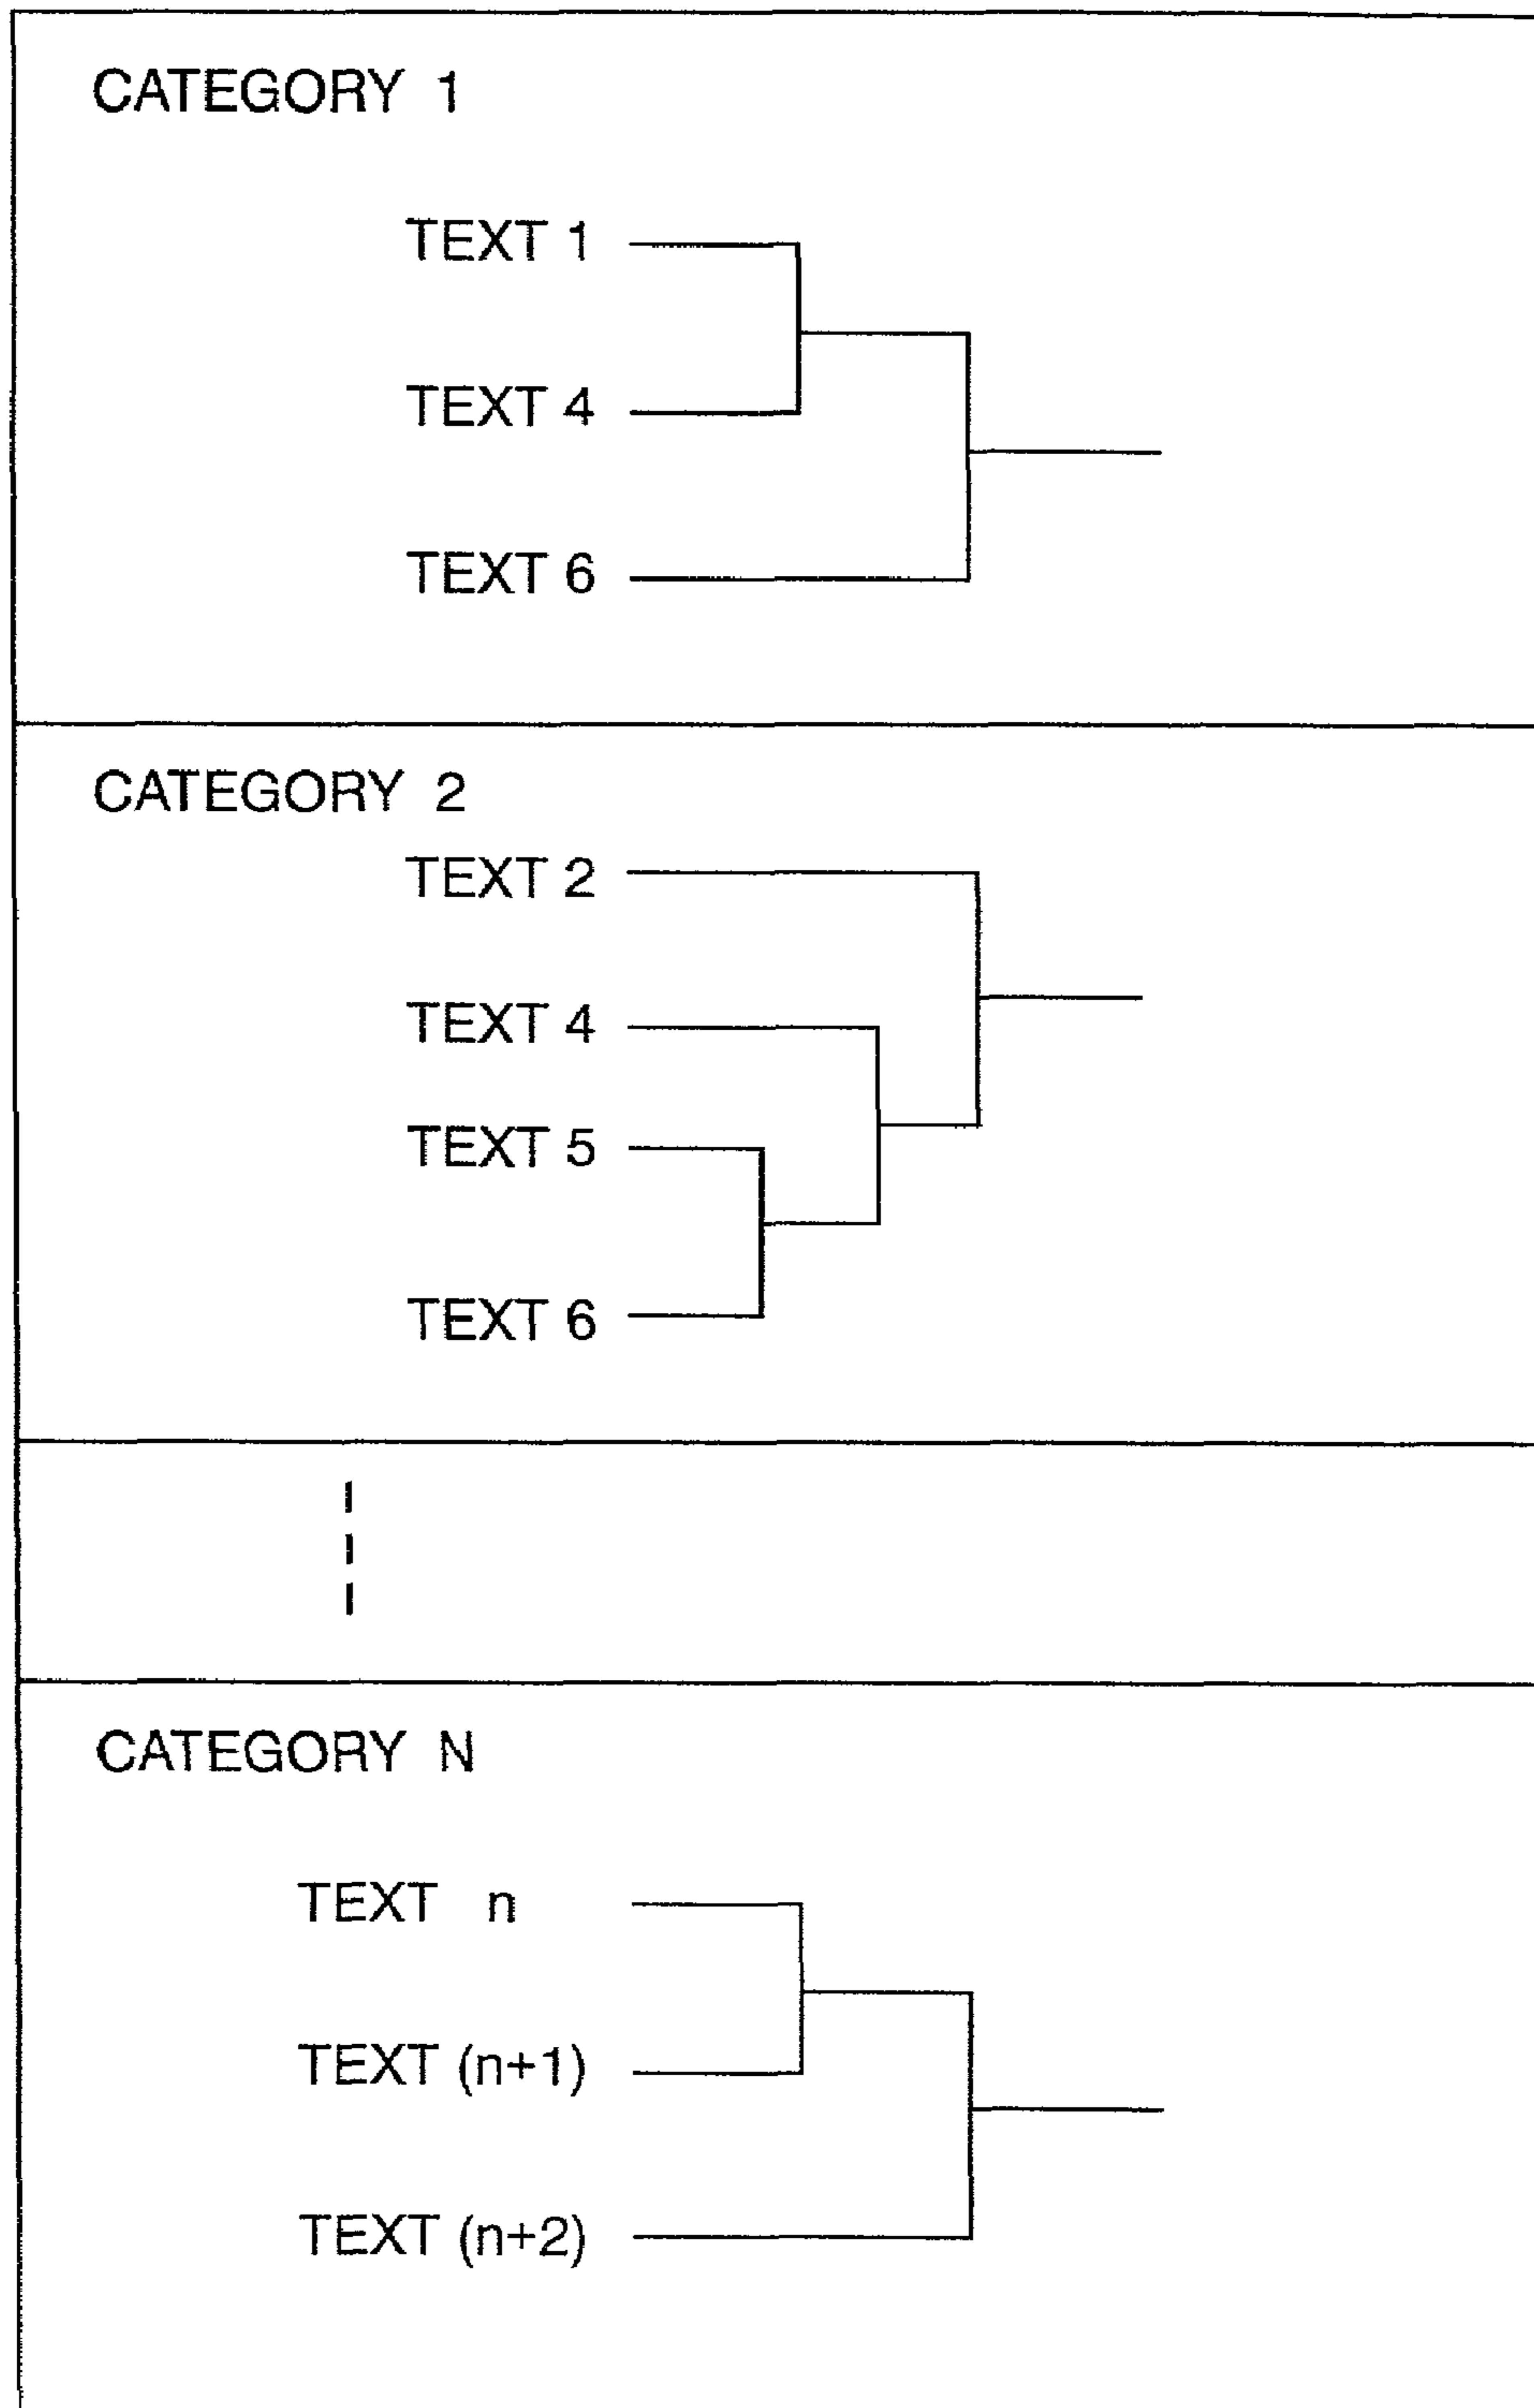 CATEGORY 1
TEXT 1
TEXT 4
TEXT 6
CATEGORY 2
TEXT 2
TEXT 4
TEXT 5
TEXT 6
CATEGORY N
TEXT n
TEXT (n+1)
TEXT (n+2)